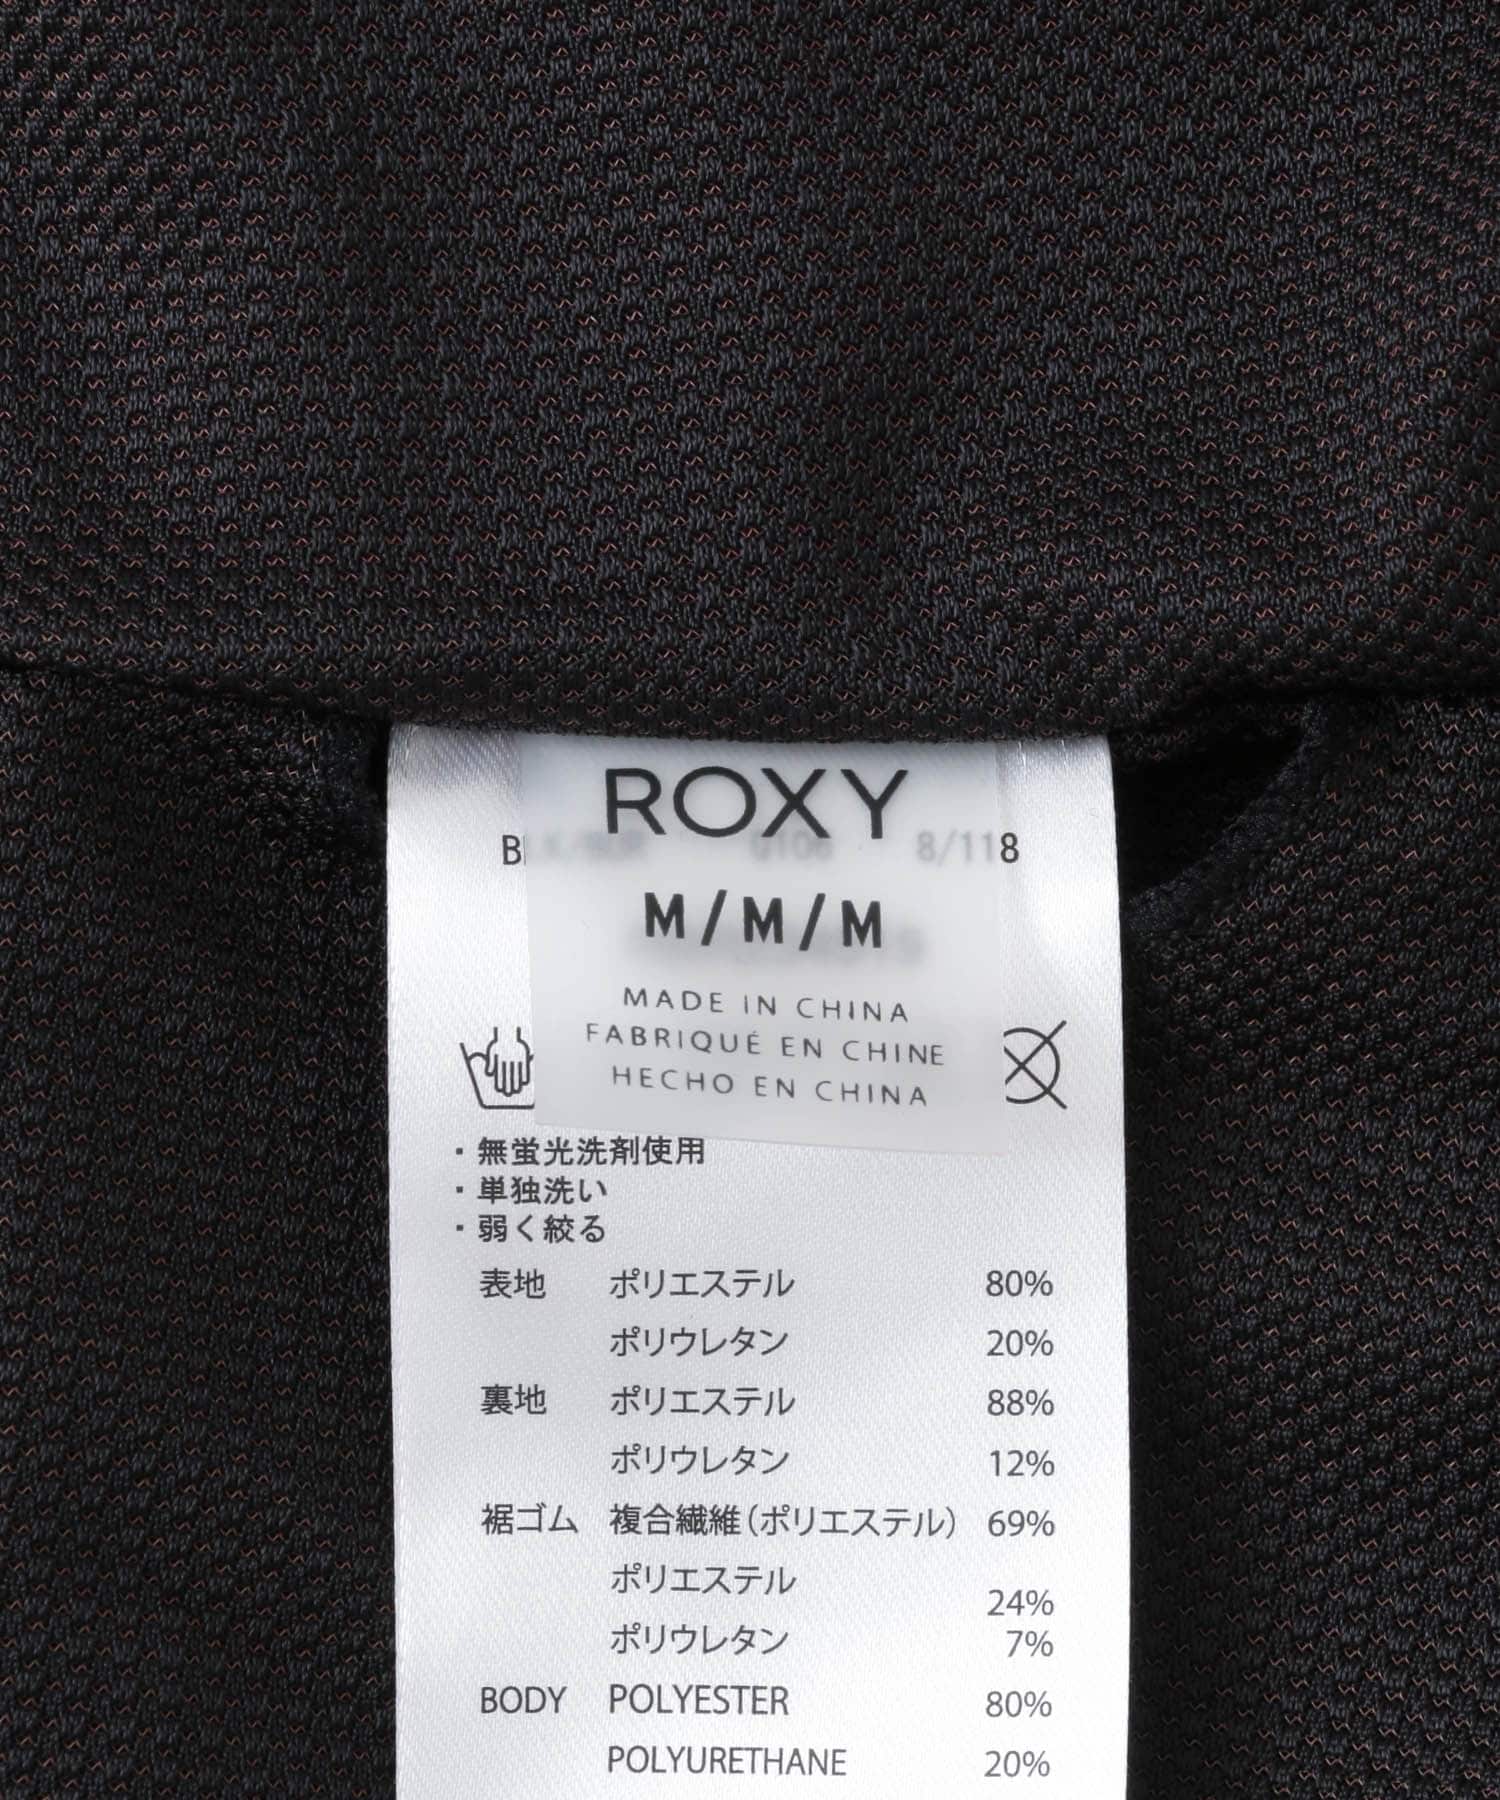 ROXY
8/118
M/M/M
MADE IN CHINA
FABRIQUÉ EN CHINE
HECHO EN CHINA
・無蛍光洗剤使用
・単独洗い
・弱く絞る
表地 ポリエステル 80%
ポリウレタン 20%
裏地 ポリエステル 88%
ポリウレタン 12%
裾ゴム 複合繊維(ポリエステル) 69%
ポリエステル 24%
ポリウレタン 7%
BODY POLYESTER 80%
POLYURETHANE 20%